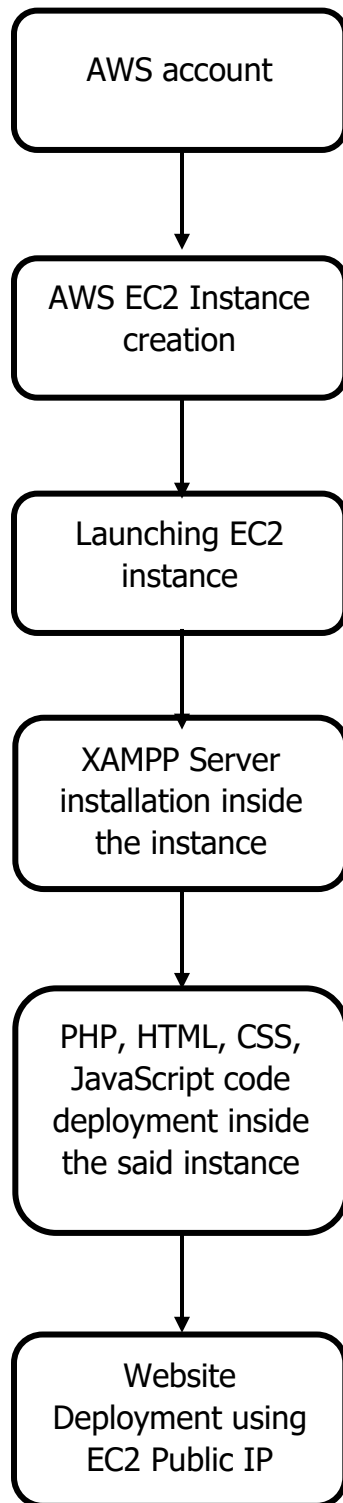 AWS account
AWS EC2 Instance
creation
Launching EC2
instance
XAMPP Server
installation inside
the instance
PHP, HTML, CSS,
JavaScript code
deployment inside
the said instance
Website
Deployment using
EC2 Public IP